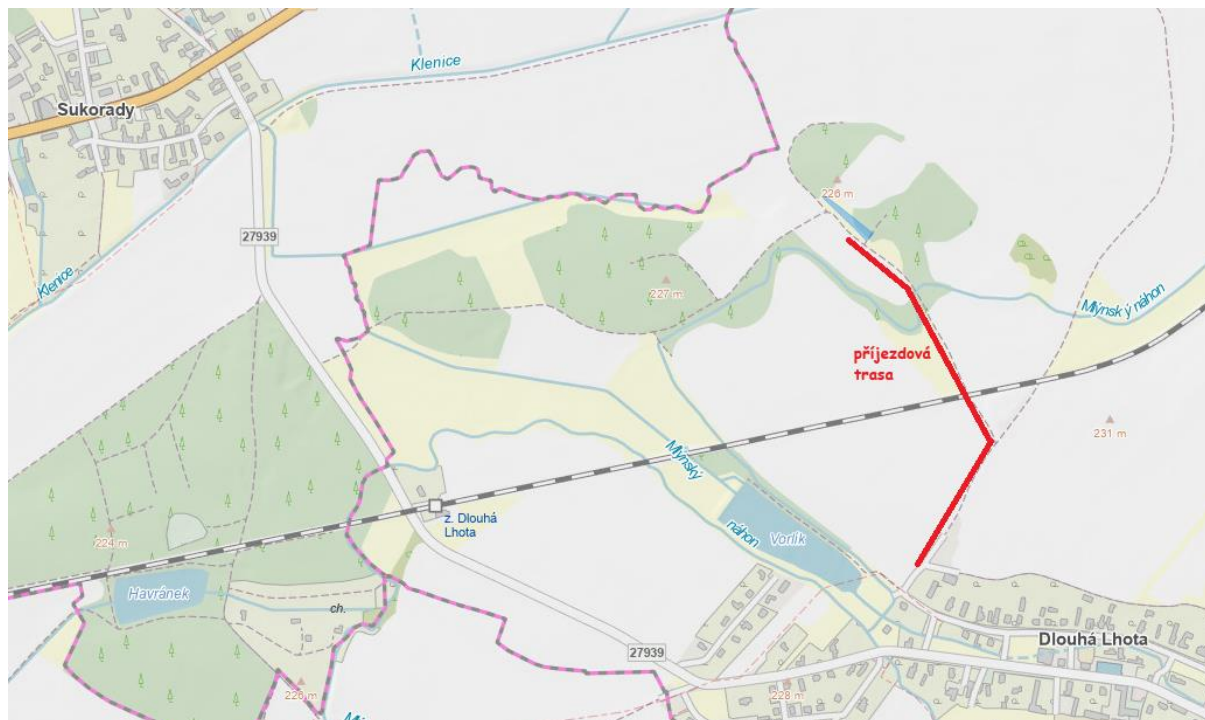 Klenice
Sukorady
226 m
27939
Klenice
227 m
Mlýnský náhon
příjezdová
trasa
231 m
Mlýnský
náhon
z. Dlouhá
Lhota
Vorlík
224 m
Havránek
ch.
Dlouhá Lhota
27939
226 m
228 m